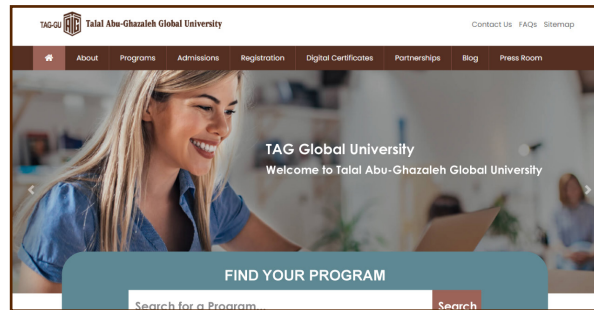 TAG-GU Talal Abu-Ghazaleh Global University
Contact Us FAQs Sitemap
About Programs Admissions Registration Digital Certificates Partnerships Blog Press Room
TAG Global University
Welcome to Talal Abu-Ghazaleh Global University
FIND YOUR PROGRAM
Search for a Program... Search